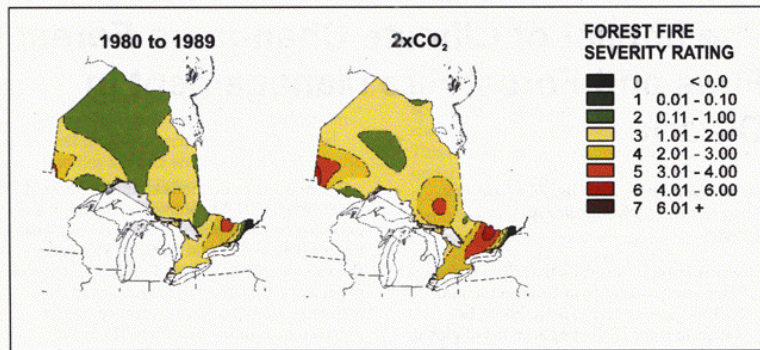 1980 to 1989
2xCO₂
FOREST FIRE
SEVERITY RATING
0 < 0.0
1 0.01 - 0.10
2 0.11 - 1.00
3 1.01 - 2.00
4 2.01 - 3.00
5 3.01 - 4.00
6 4.01 - 6.00
7 6.01 +